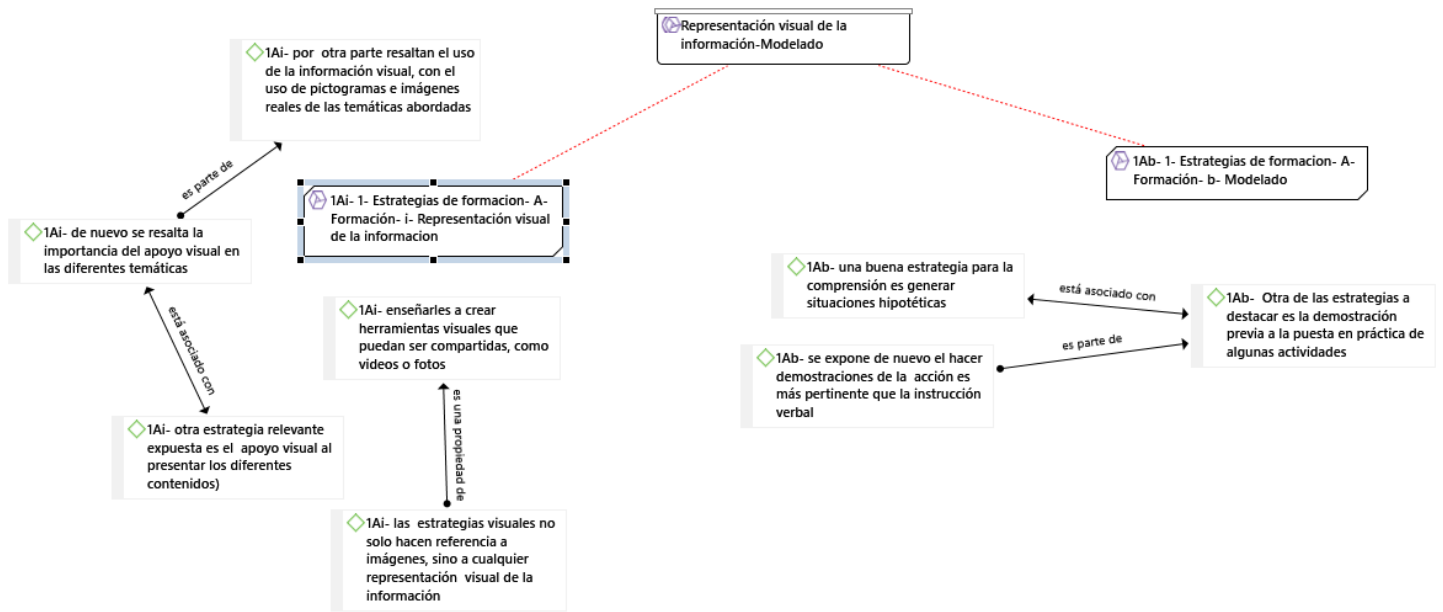 Representación visual de la
información-Modelado
1Ai- por otra parte resaltan el uso
de la información visual, con el
uso de pictogramas e imágenes
reales de las temáticas abordadas
es parte de
1Ai- 1- Estrategias de formacion- A-
Formación- i- Representación visual
de la informacion
1Ab- 1- Estrategias de formacion- A-
Formación- b- Modelado
1Ai- de nuevo se resalta la
importancia del apoyo visual en
las diferentes temáticas
está asociado con
1Ai- otra estrategia relevante
expuesta es el apoyo visual al
presentar los diferentes
contenidos)
1Ai- enseñarles a crear
herramientas visuales que
puedan ser compartidas, como
videos o fotos
es una propiedad de
1Ai- las estrategias visuales no
solo hacen referencia a
imágenes, sino a cualquier
representación visual de la
información
1Ab- una buena estrategia para la
comprensión es generar
situaciones hipotéticas
está asociado con
1Ab- Otra de las estrategias a
destacar es la demostración
previa a la puesta en práctica de
algunas actividades
es parte de
1Ab- se expone de nuevo el hacer
demostraciones de la acción es
más pertinente que la instrucción
verbal